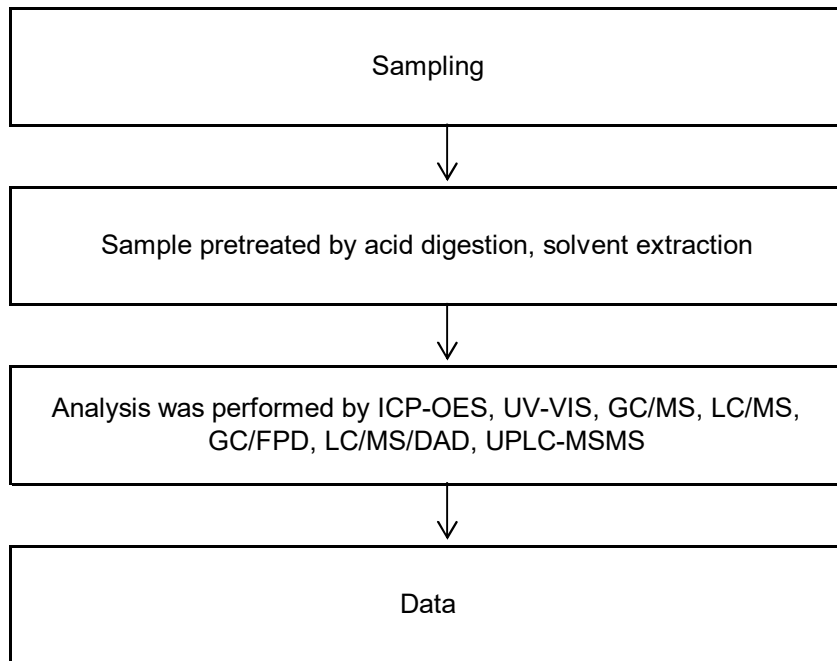 Sampling
Sample pretreated by acid digestion, solvent extraction
Analysis was performed by ICP-OES, UV-VIS, GC/MS, LC/MS,
GC/FPD, LC/MS/DAD, UPLC-MSMS
Data